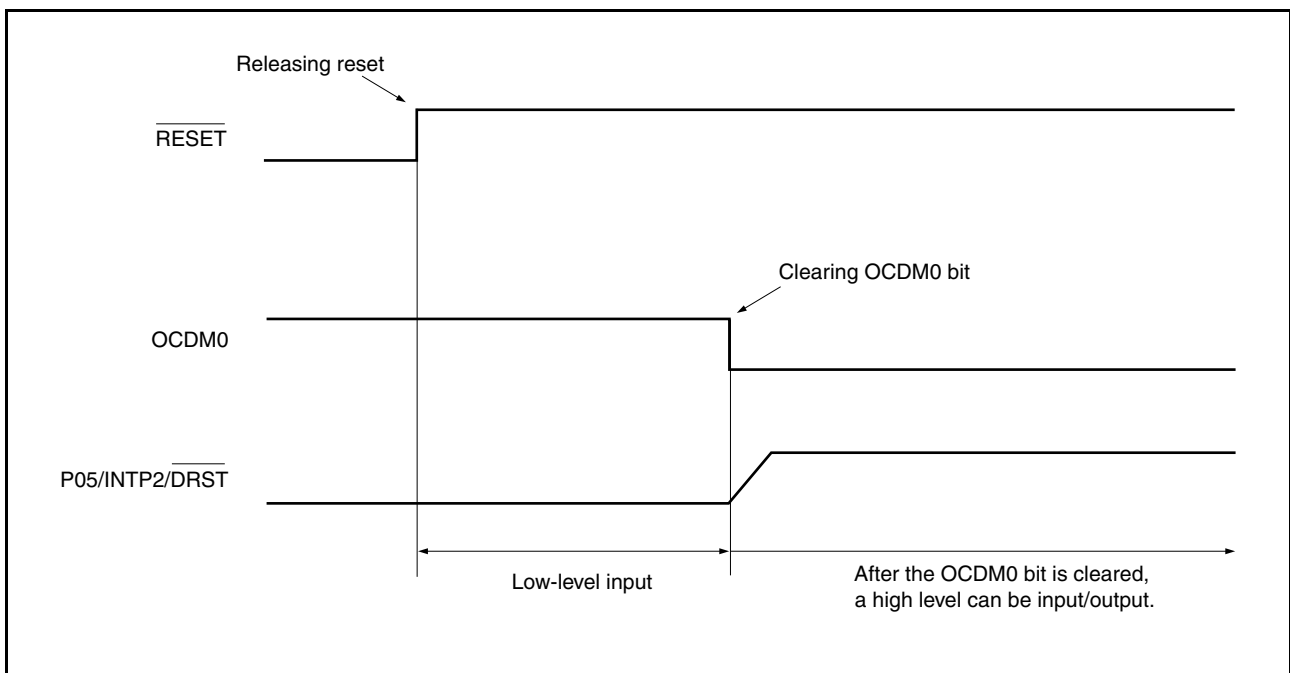 Releasing reset
RESET
Clearing OCDM0 bit
OCDM0
P05/INTP2/DRST
Low-level input
After the OCDM0 bit is cleared,
a high level can be input/output.